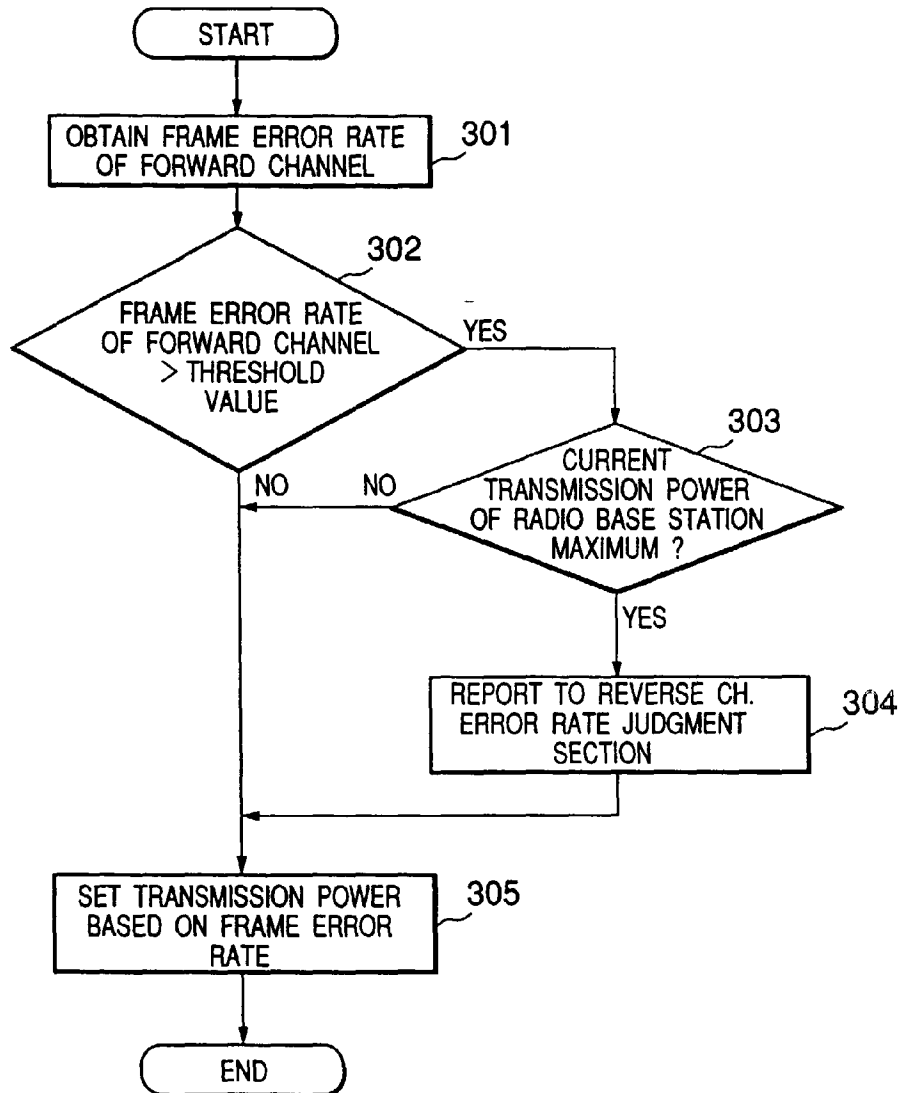 START
OBTAIN FRAME ERROR RATE
OF FORWARD CHANNEL
301
302
FRAME ERROR RATE
OF FORWARD CHANNEL
> THRESHOLD
VALUE
YES
NO
303
CURRENT
TRANSMISSION POWER
OF RADIO BASE STATION
MAXIMUM ?
NO
YES
REPORT TO REVERSE CH.
ERROR RATE JUDGMENT
SECTION
304
SET TRANSMISSION POWER
BASED ON FRAME ERROR
RATE
305
END